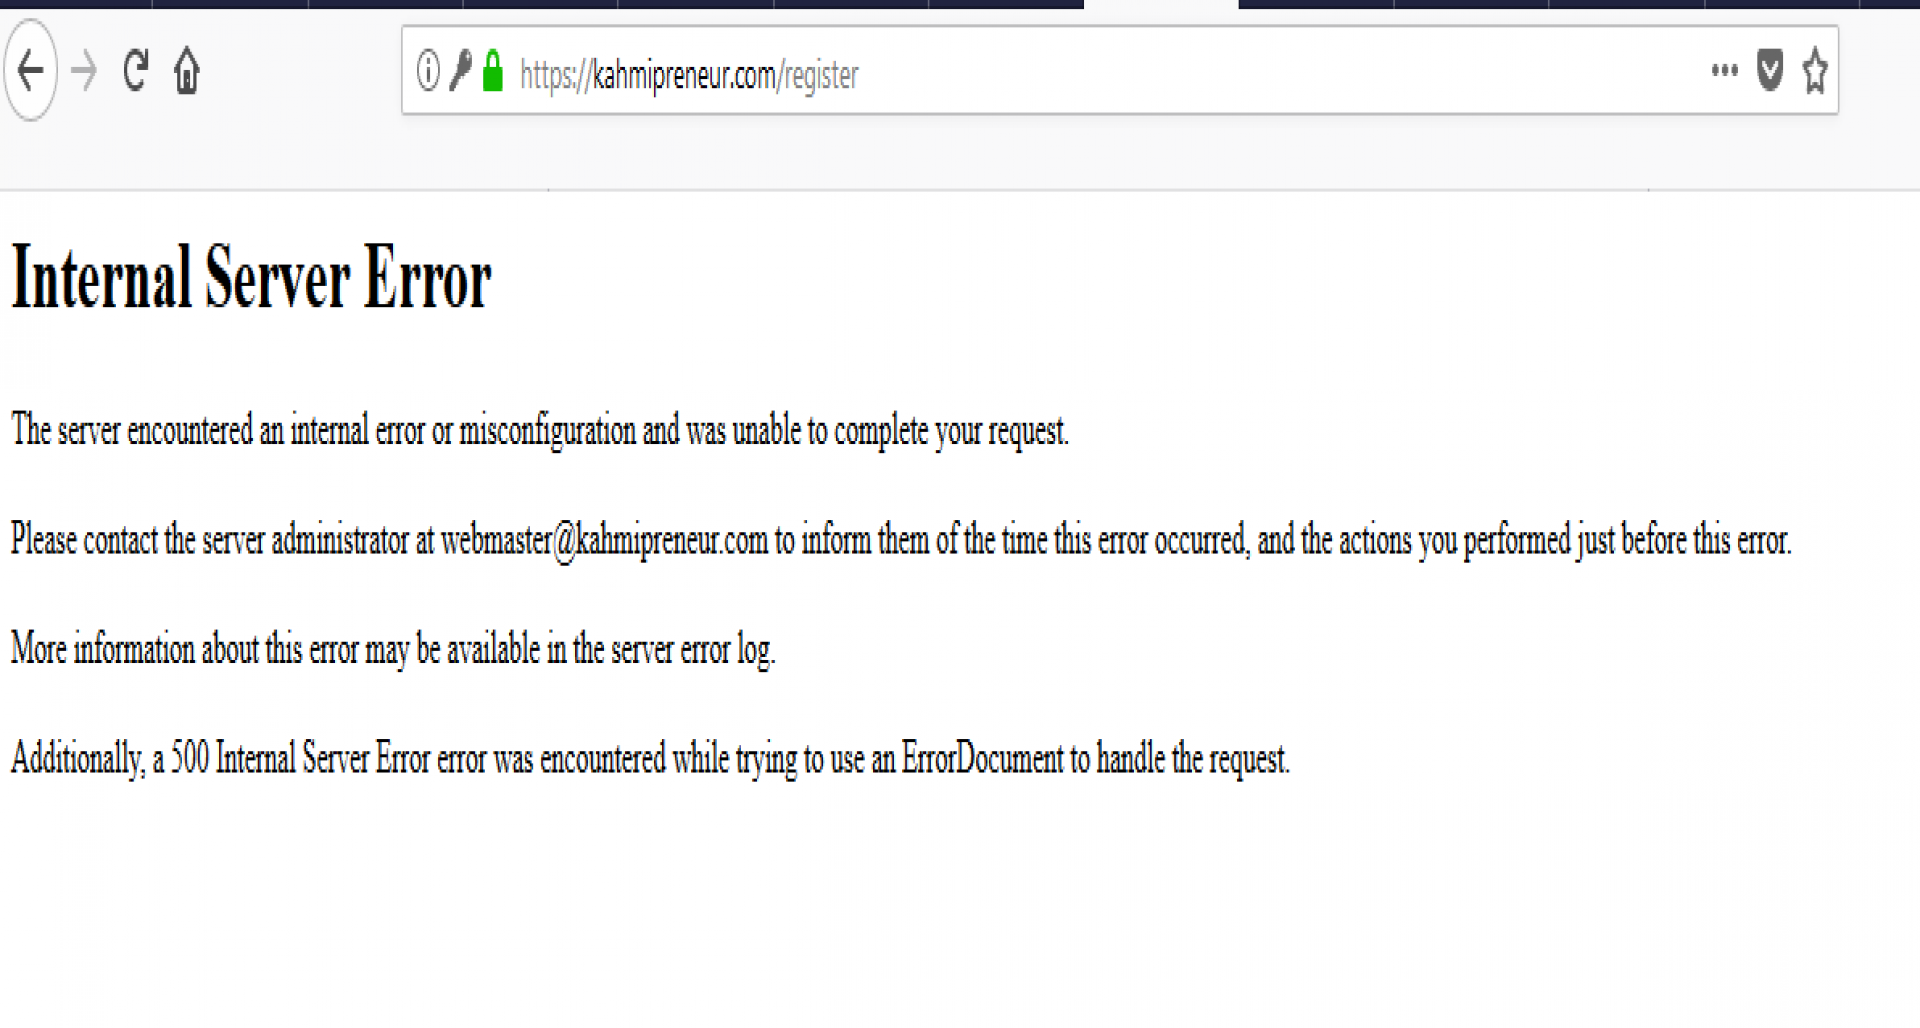 https://kahmipreneur.com/register
Internal Server Error
The server encountered an internal error or misconfiguration and was unable to complete your request.
Please contact the server administrator at webmaster@kahmipreneur.com to inform them of the time this error occurred, and the actions you performed just before this error.
More information about this error may be available in the server error log.
Additionally, a 500 Internal Server Error error was encountered while trying to use an ErrorDocument to handle the request.